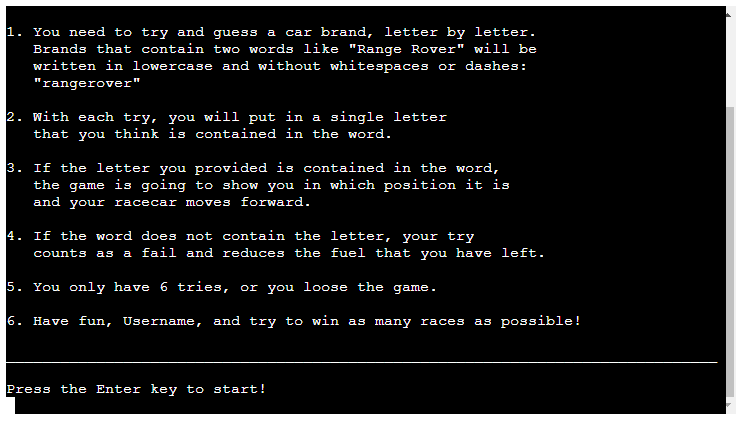 1. You need to try and guess a car brand, letter by letter.
Brands that contain two words like "Range Rover" will be
written in lowercase and without whitespaces or dashes:
"rangerover"
2. With each try, you will put in a single letter
that you think is contained in the word.
3. If the letter you provided is contained in the word,
the game is going to show you in which position it is
and your racecar moves forward.
4. If the word does not contain the letter, your try
counts as a fail and reduces the fuel that you have left.
5. You only have 6 tries, or you loose the game.
6. Have fun, Username, and try to win as many races as possible!
Press the Enter key to start!